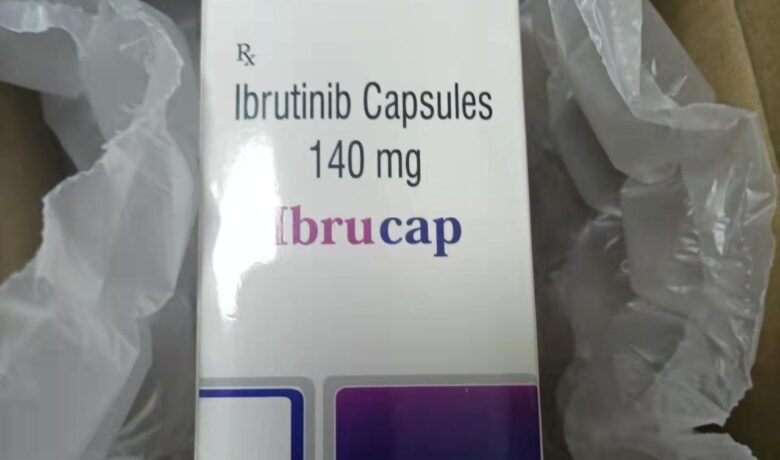 Rx
Ibrutinib Capsules
140 mg
Ibrucap